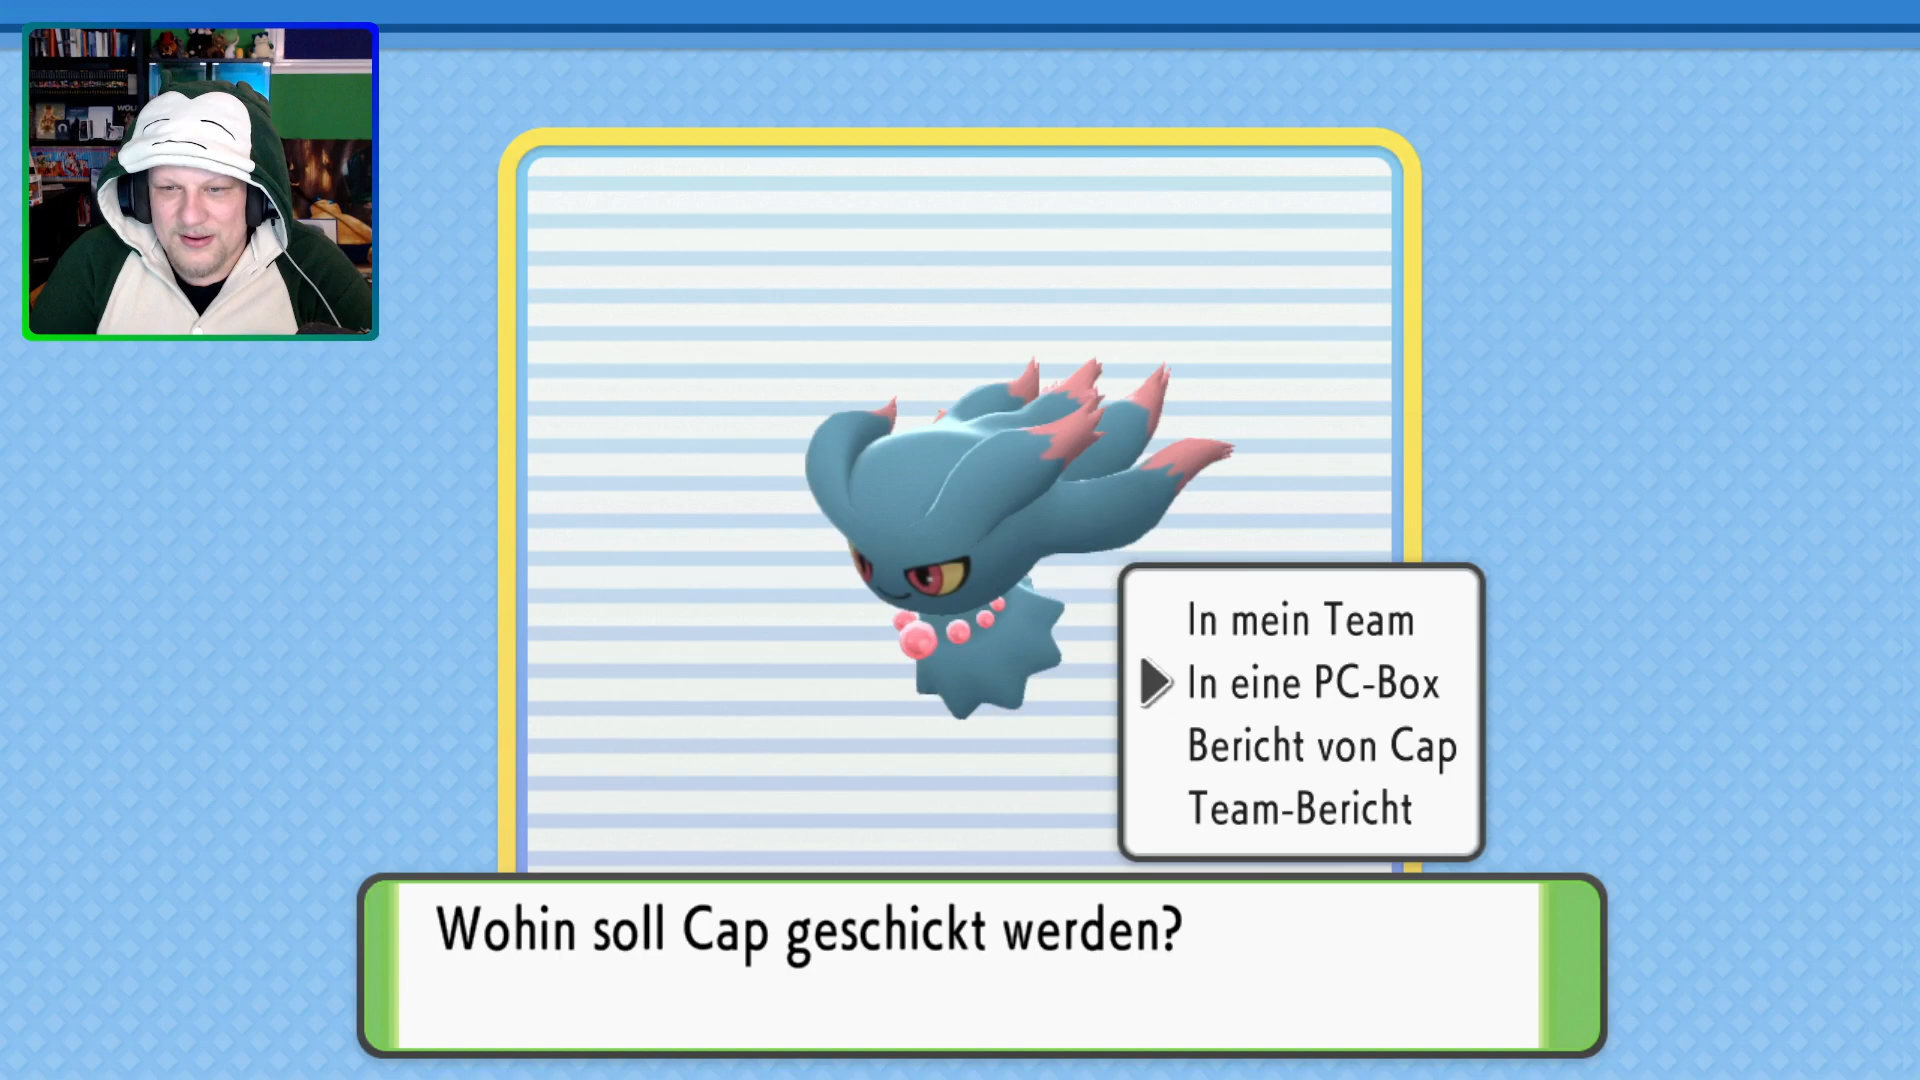 In mein Team
In eine PC-Box
Bericht von Cap
Team-Bericht
Wohin soll Cap geschickt werden?